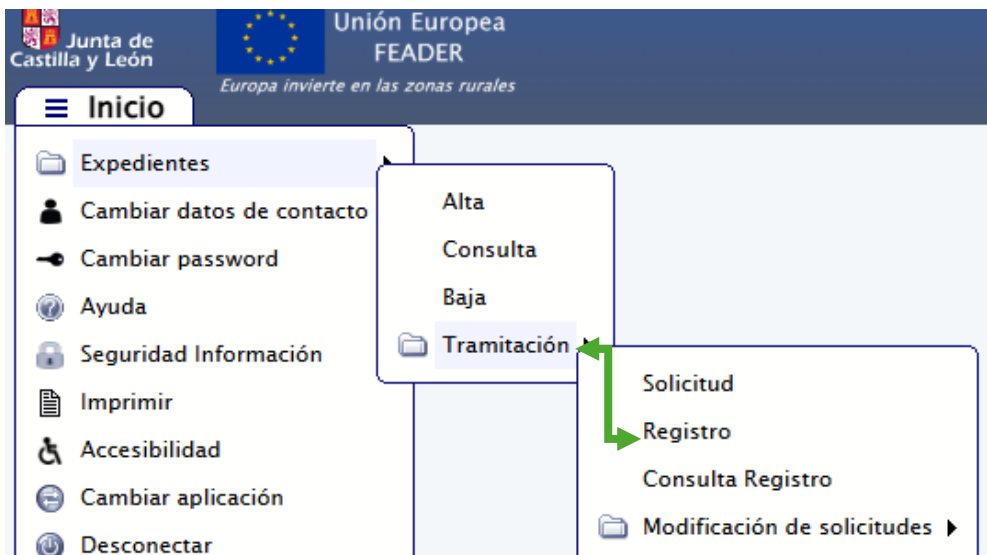 Junta de
Castilla y León
Unión Europea
FEADER
Europa invierte en las zonas rurales
Inicio
Expedientes
Cambiar datos de contacto
Cambiar password
Ayuda
Seguridad Información
Imprimir
Accesibilidad
Cambiar aplicación
Desconectar
Alta
Consulta
Baja
Tramitación
Solicitud
Registro
Consulta Registro
Modificación de solicitudes